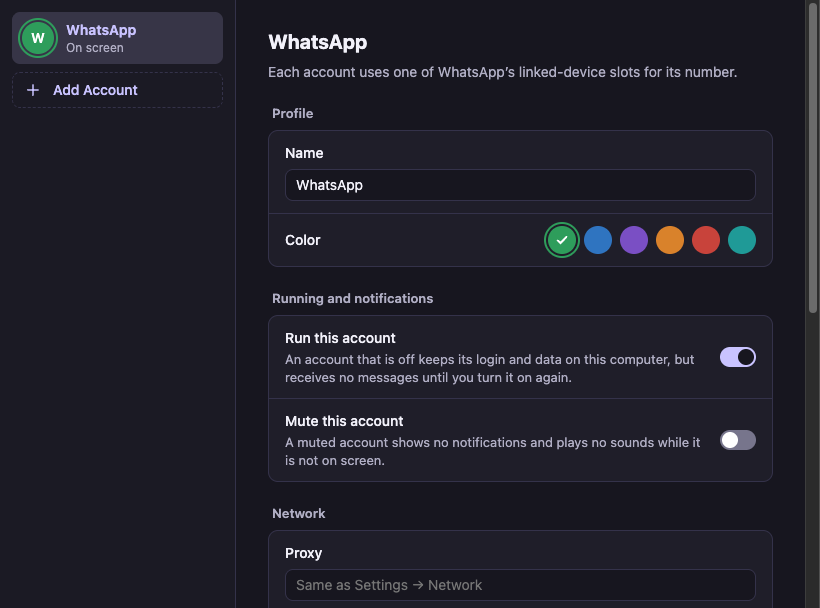 W
WhatsApp
On screen
+ Add Account
WhatsApp
Each account uses one of WhatsApp’s linked-device slots for its number.
Profile
Name
WhatsApp
Color
Running and notifications
Run this account
An account that is off keeps its login and data on this computer, but
receives no messages until you turn it on again.
Mute this account
A muted account shows no notifications and plays no sounds while it
is not on screen.
Network
Proxy
Same as Settings → Network